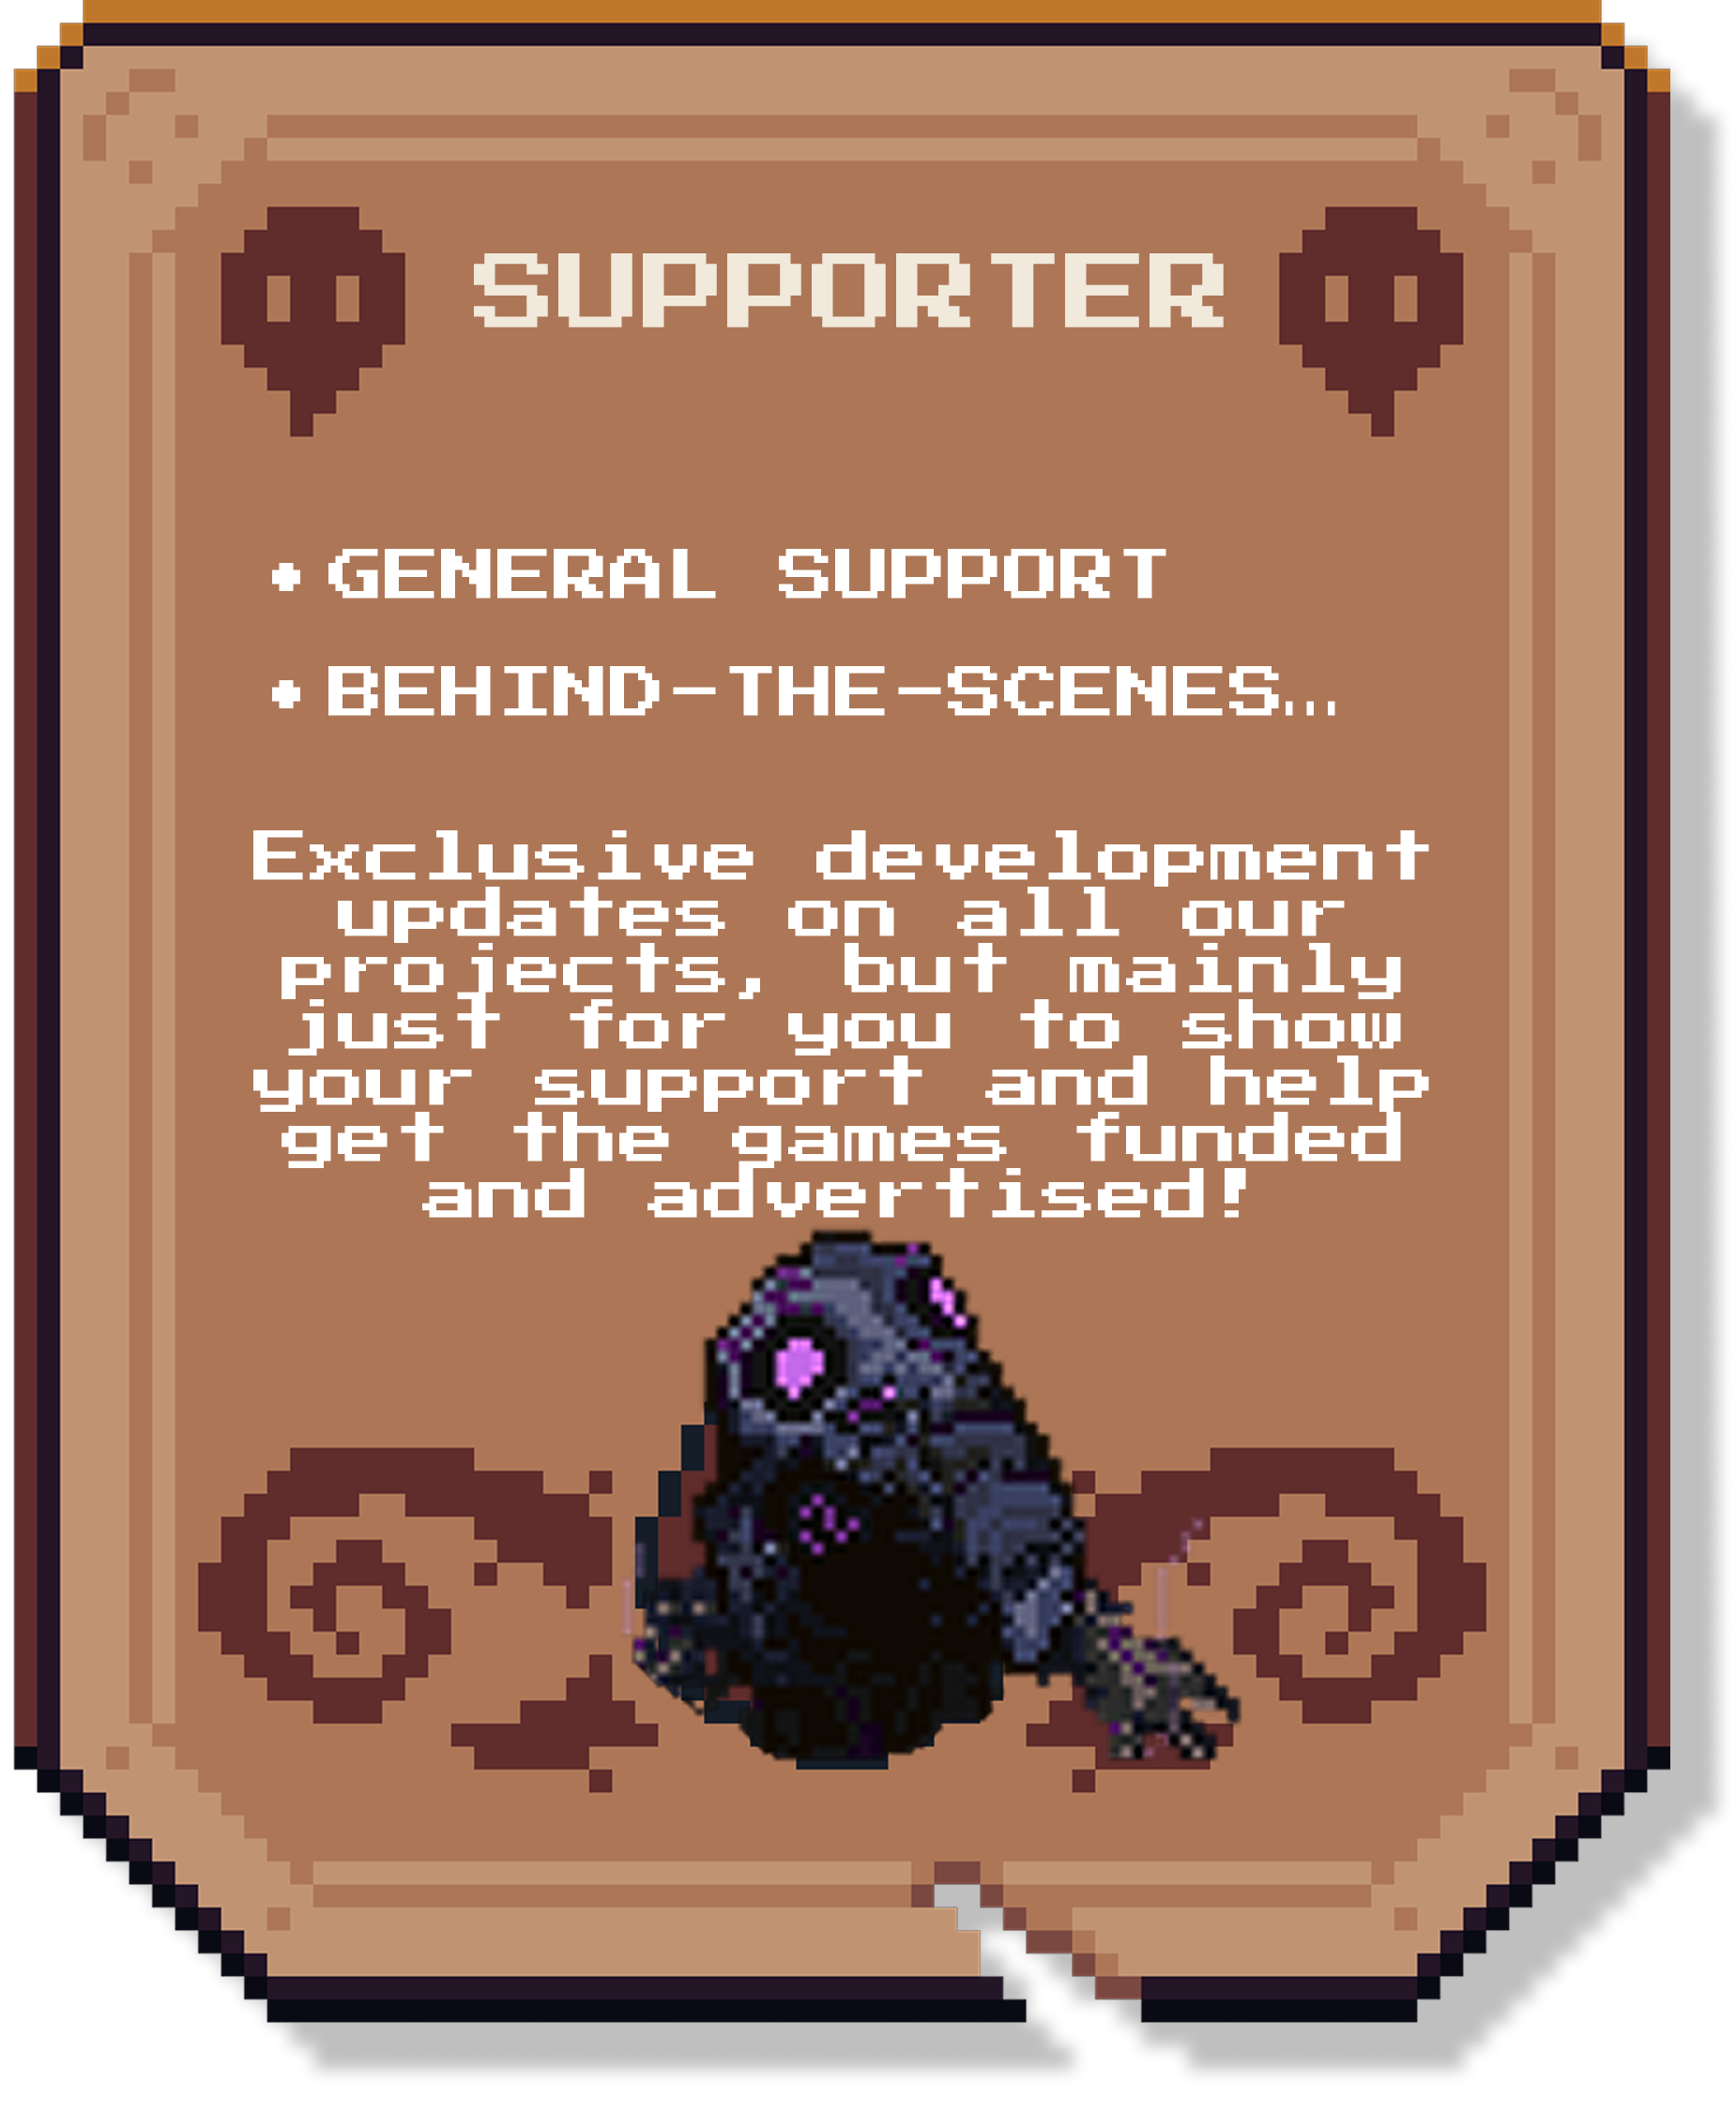 SUPPORTER
•GENERAL SUPPORT
•BEHIND-THE-SCENES...
Exclusive development
updates on all our
projects, but mainly
just for you to show
your support and help
get the games funded
and advertised!